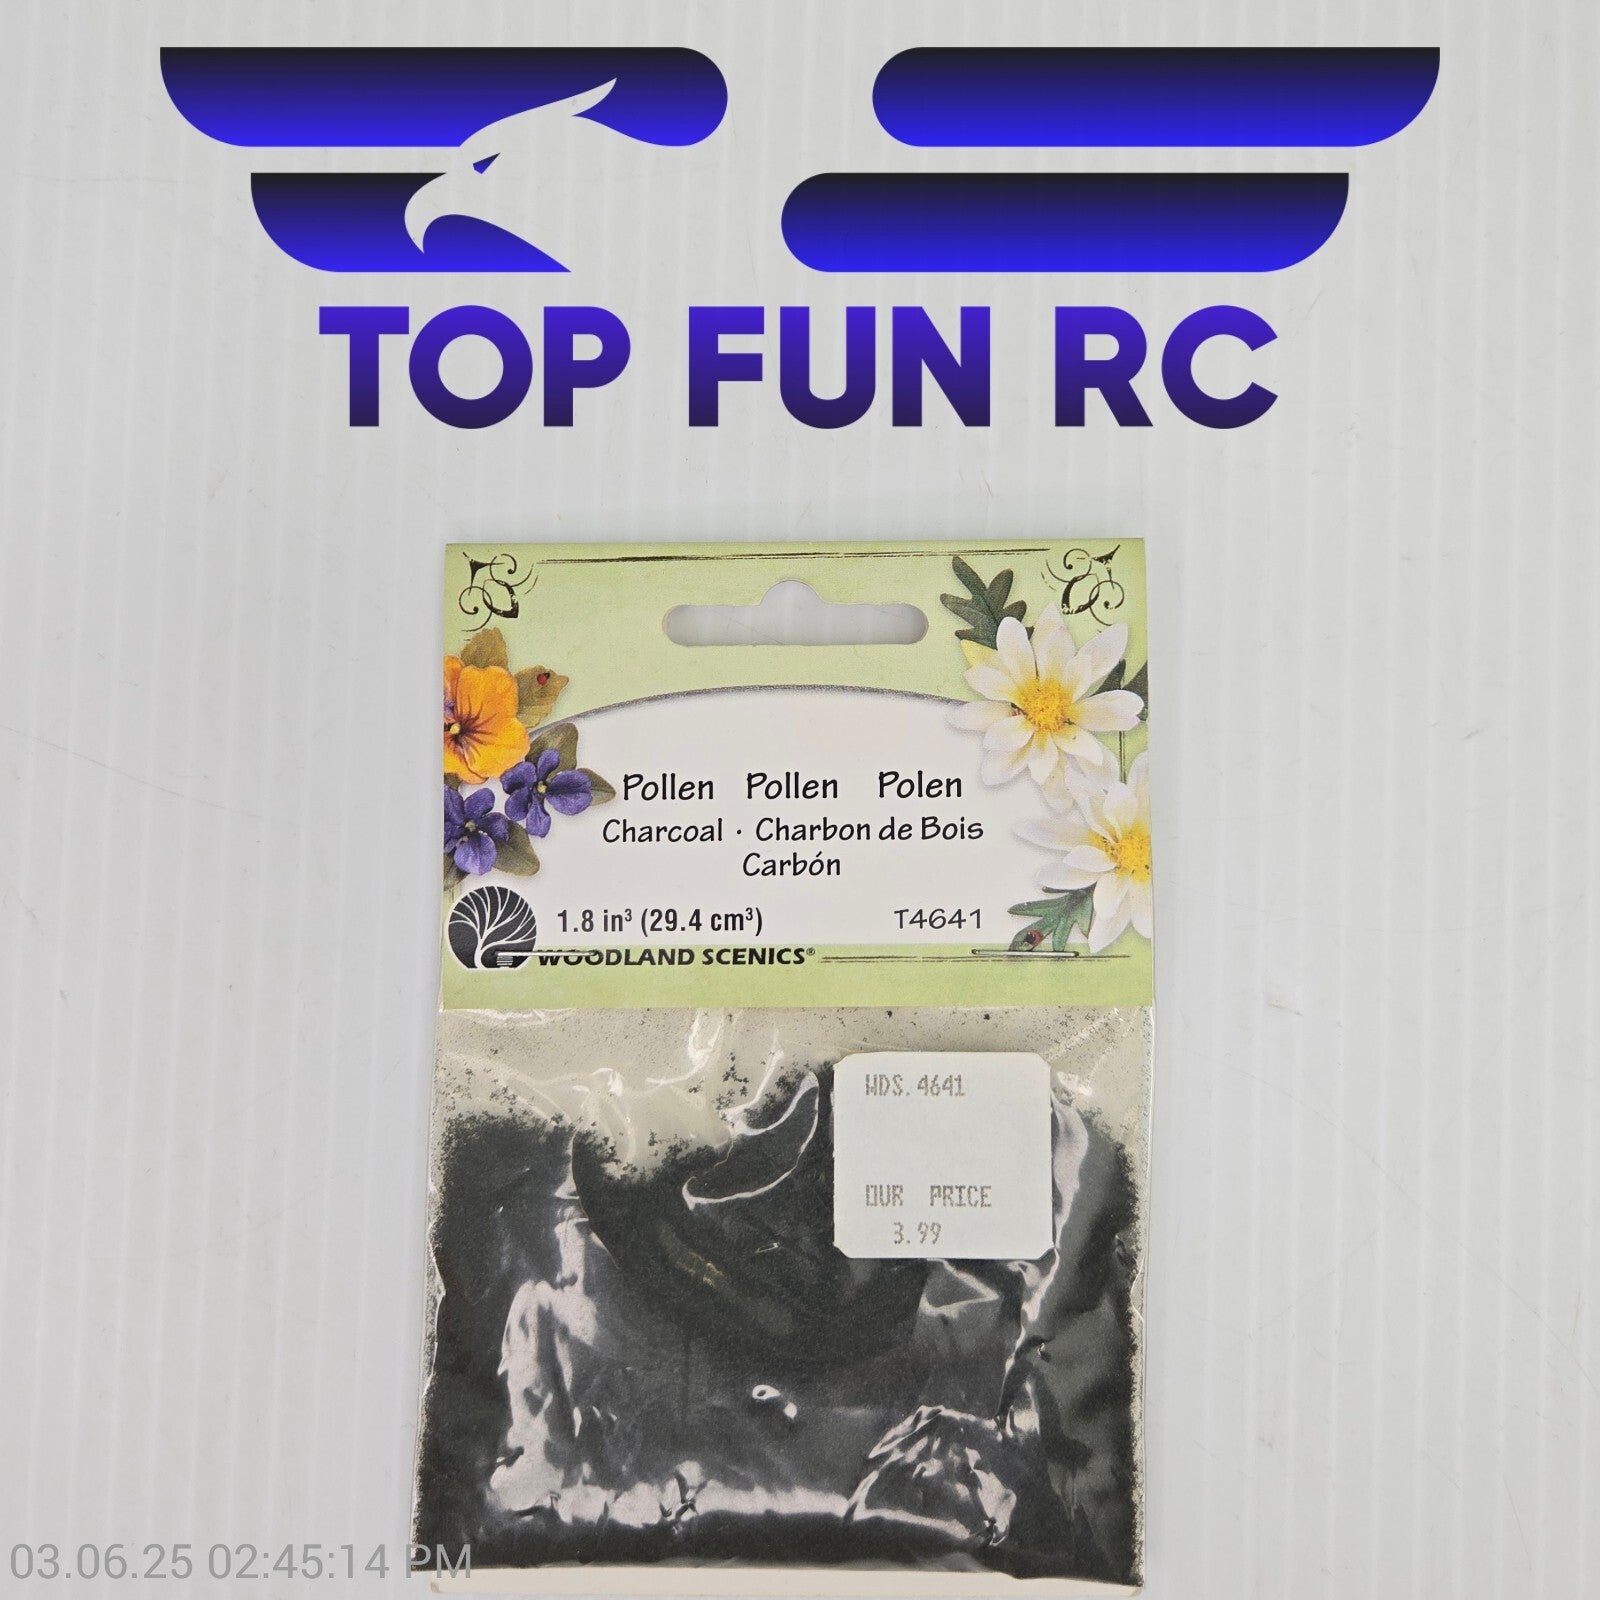 TOP FUN RC
Pollen Pollen Polen
Charcoal · Charbon de Bois
Carbón
1.8 in³ (29.4 cm³) T4641
WOODLAND SCENICS®
WDS.4641
OUR PRICE
3.99
03.06.25 02:45:14 PM